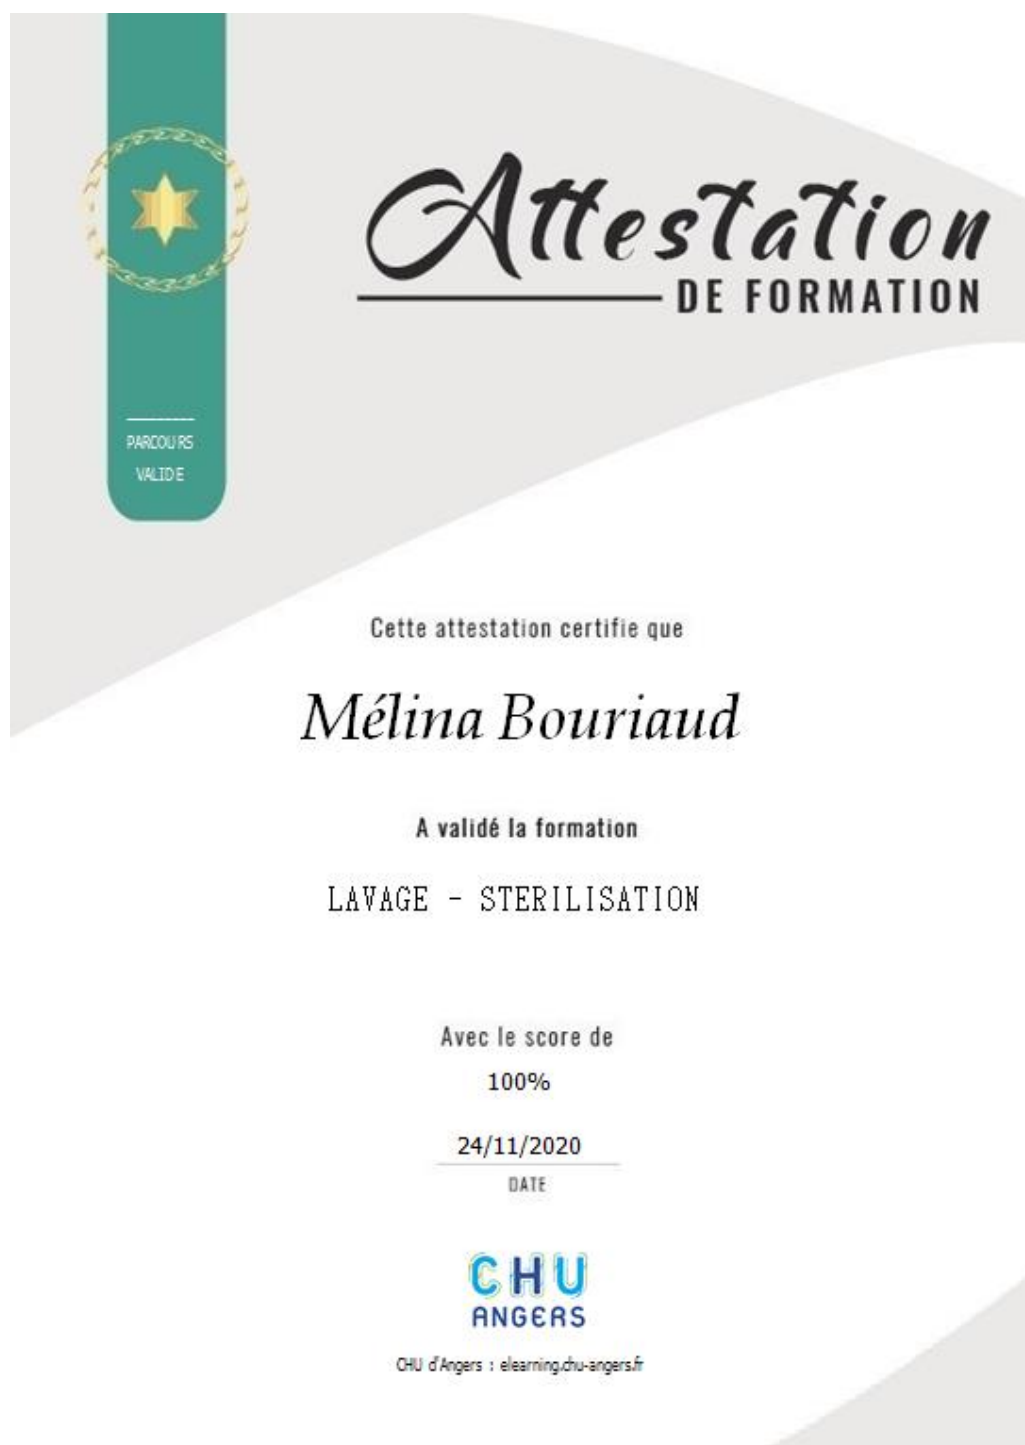 Attestation
DE FORMATION
PARCOURS
VALIDE
Cette attestation certifie que
Mélina Bouriaud
A validé la formation
LAVAGE - STERILISATION
Avec le score de
100%
24/11/2020
DATE
CHU
ANGERS
CHU d'Angers : elearning.chu-angers.fr